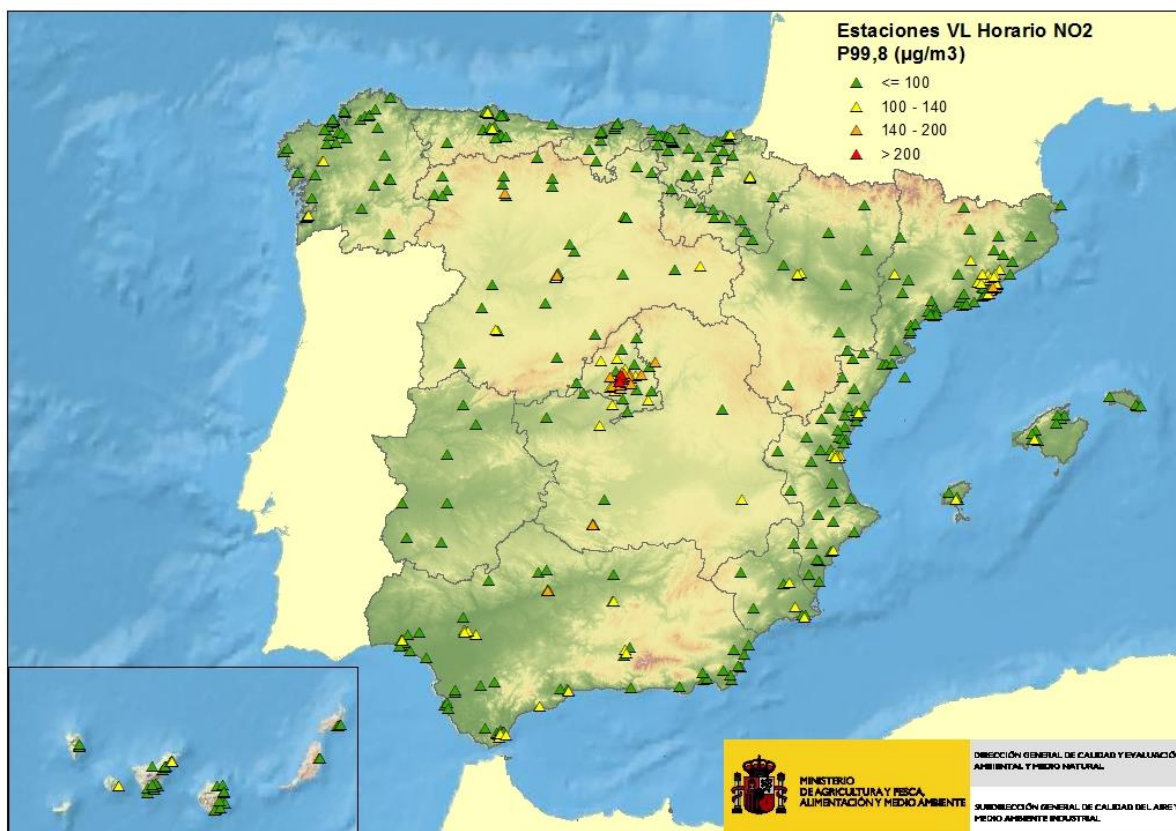 Estaciones VL Horario NO2
P99,8 (µg/m3)
<= 100
100 - 140
140 - 200
> 200
MINISTERIO
DE AGRICULTURA Y PESCA,
ALIMENTACIÓN Y MEDIO AMBIENTE
DIRECCIÓN GENERAL DE CALIDAD Y EVALUACIÓ
AMBIENTAL Y MEDIO NATURAL
SUBDIRECCIÓN GENERAL DE CALIDAD DEL AIRE Y
MEDIO AMBIENTE INDUSTRIAL